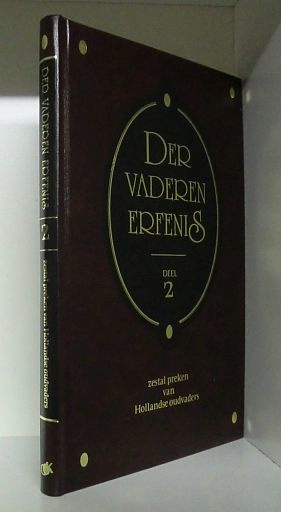 DER VADEREN ERFENIS 2 zestal preken van Hollandse oudvaders
DER
VADEREN
ERFENIS
DEEL
2
zestal preken
van
Hollandse oudvaders